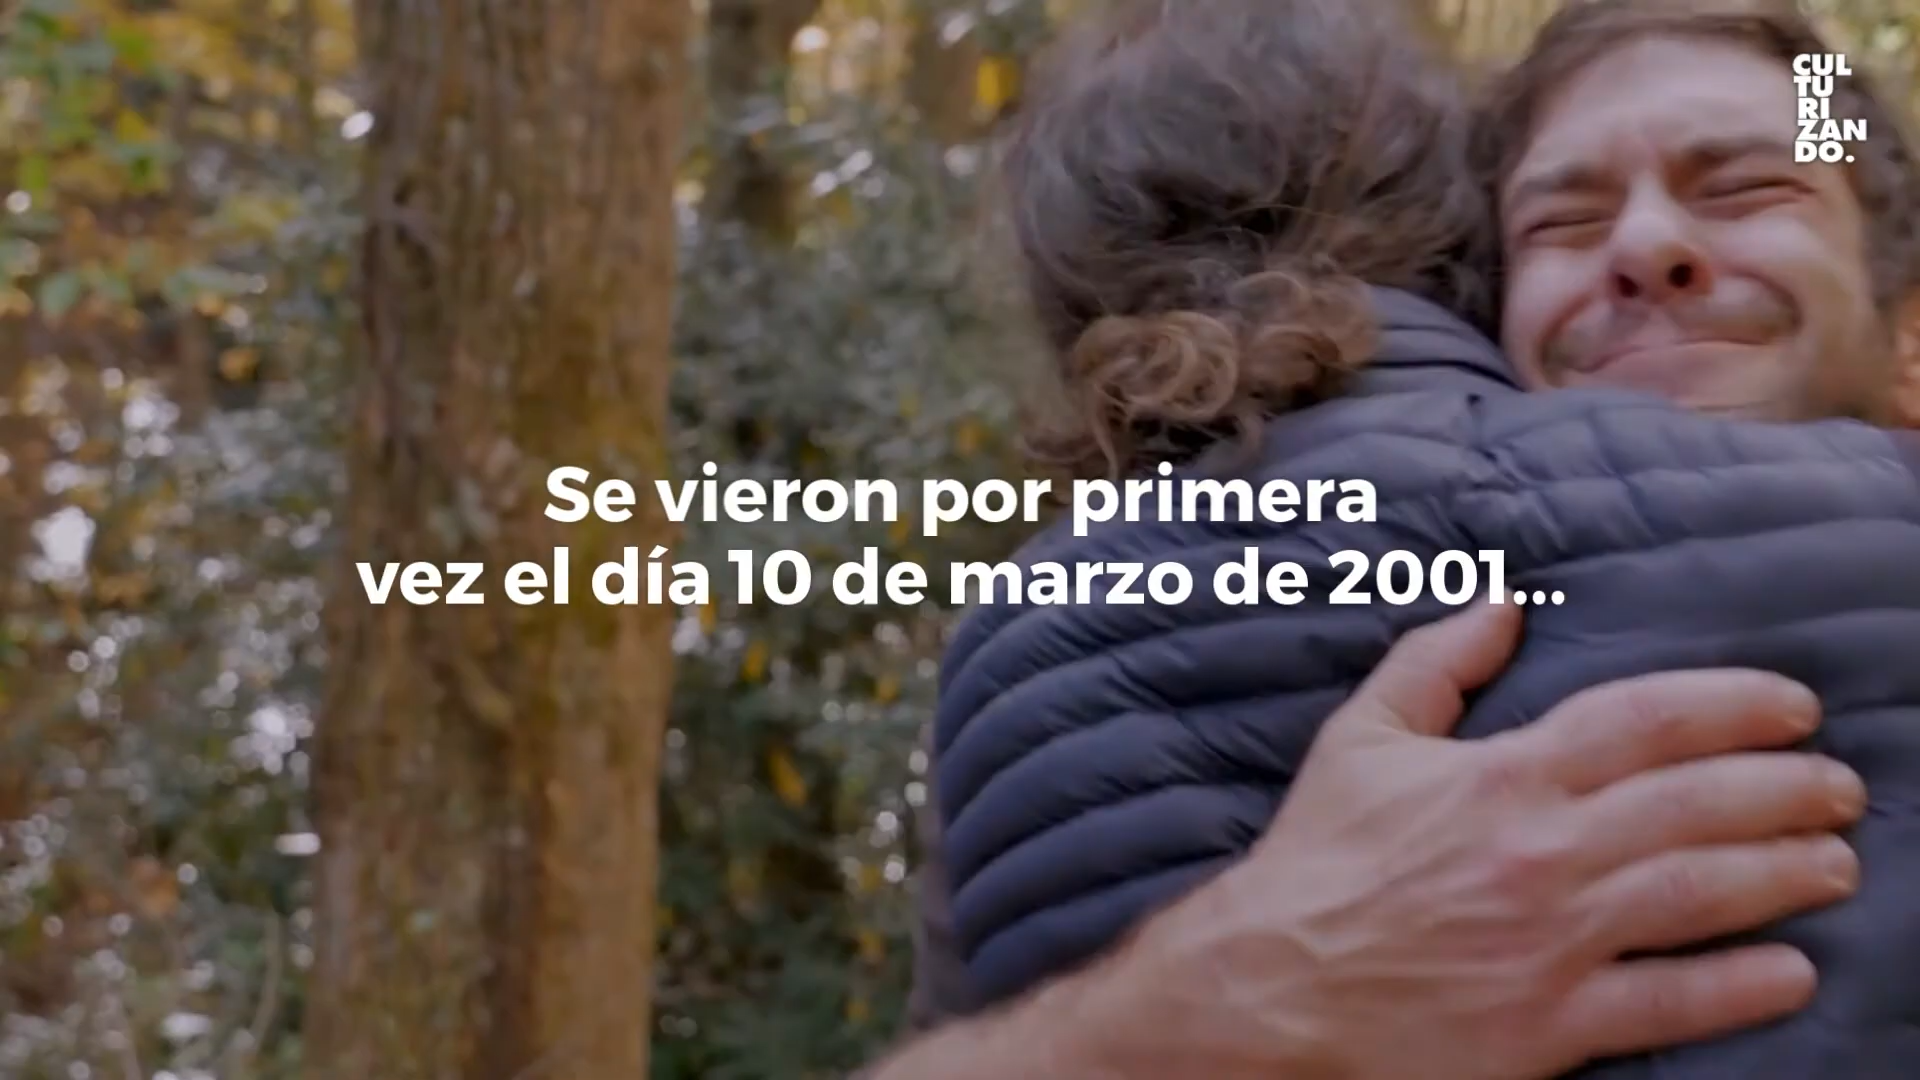 CUL
TU
RI
ZAN
DO.
Se vieron por primera
vez el día 10 de marzo de 2001...